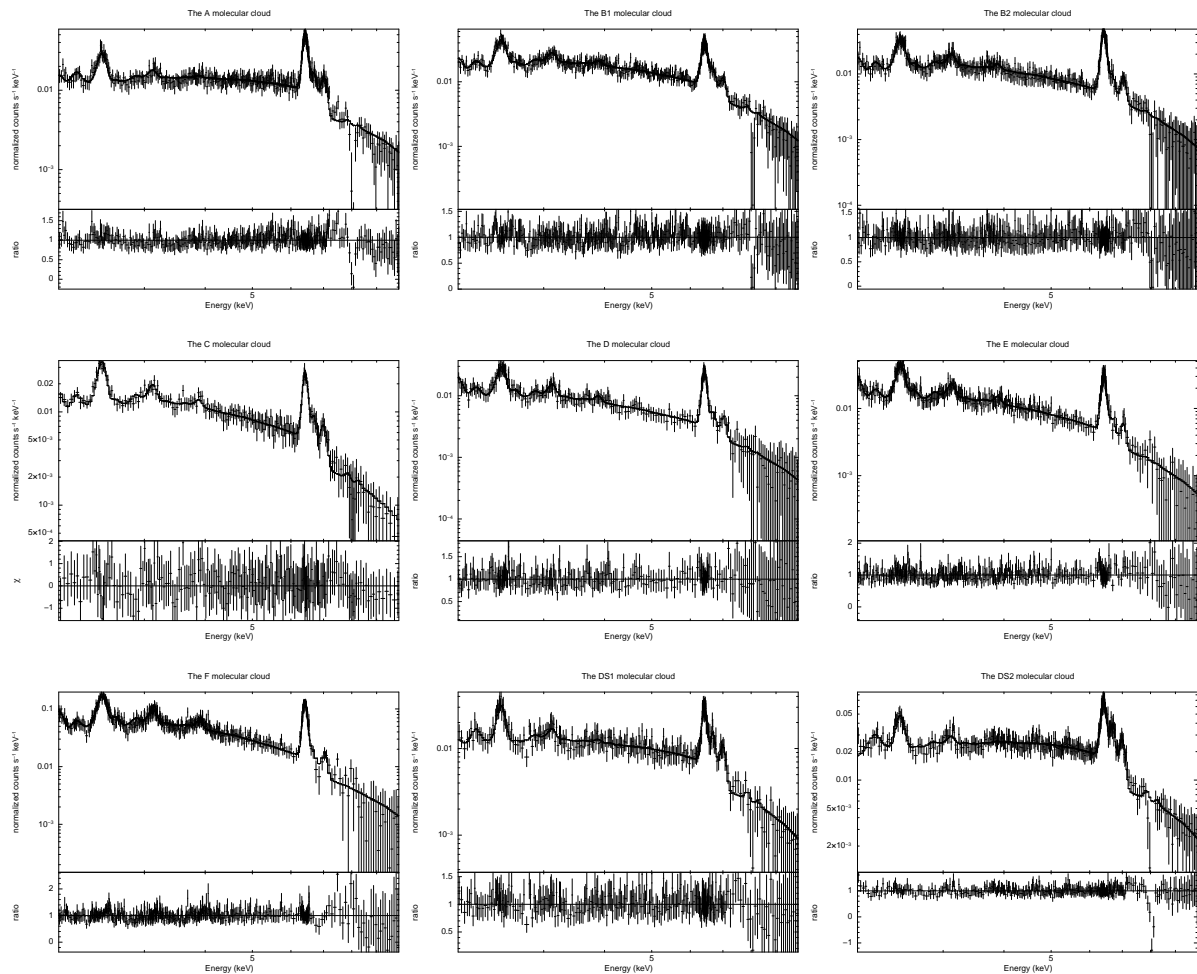 The A molecular cloud
normalized counts s⁻¹ keV⁻¹
0.01
10⁻³
ratio
1.5
1
0.5
0
5
Energy (keV)
The B1 molecular cloud
normalized counts s⁻¹ keV⁻¹
0.01
10⁻³
ratio
1.5
1
0.5
0
5
Energy (keV)
The B2 molecular cloud
normalized counts s⁻¹ keV⁻¹
0.01
10⁻³
10⁻⁴
ratio
1.5
1
0.5
0
5
Energy (keV)
The C molecular cloud
normalized counts s⁻¹ keV⁻¹
0.02
0.01
5×10⁻³
2×10⁻³
10⁻³
5×10⁻⁴
χ
2
1
0
−1
5
Energy (keV)
The D molecular cloud
normalized counts s⁻¹ keV⁻¹
0.01
10⁻³
10⁻⁴
ratio
1.5
1
0.5
5
Energy (keV)
The E molecular cloud
normalized counts s⁻¹ keV⁻¹
0.01
10⁻³
ratio
2
1
0
5
Energy (keV)
The F molecular cloud
normalized counts s⁻¹ keV⁻¹
0.1
0.01
10⁻³
ratio
2
1
0
5
Energy (keV)
The DS1 molecular cloud
normalized counts s⁻¹ keV⁻¹
0.01
10⁻³
ratio
1.5
1
0.5
5
Energy (keV)
The DS2 molecular cloud
normalized counts s⁻¹ keV⁻¹
0.05
0.02
0.01
5×10⁻³
2×10⁻³
ratio
1
0
−1
5
Energy (keV)